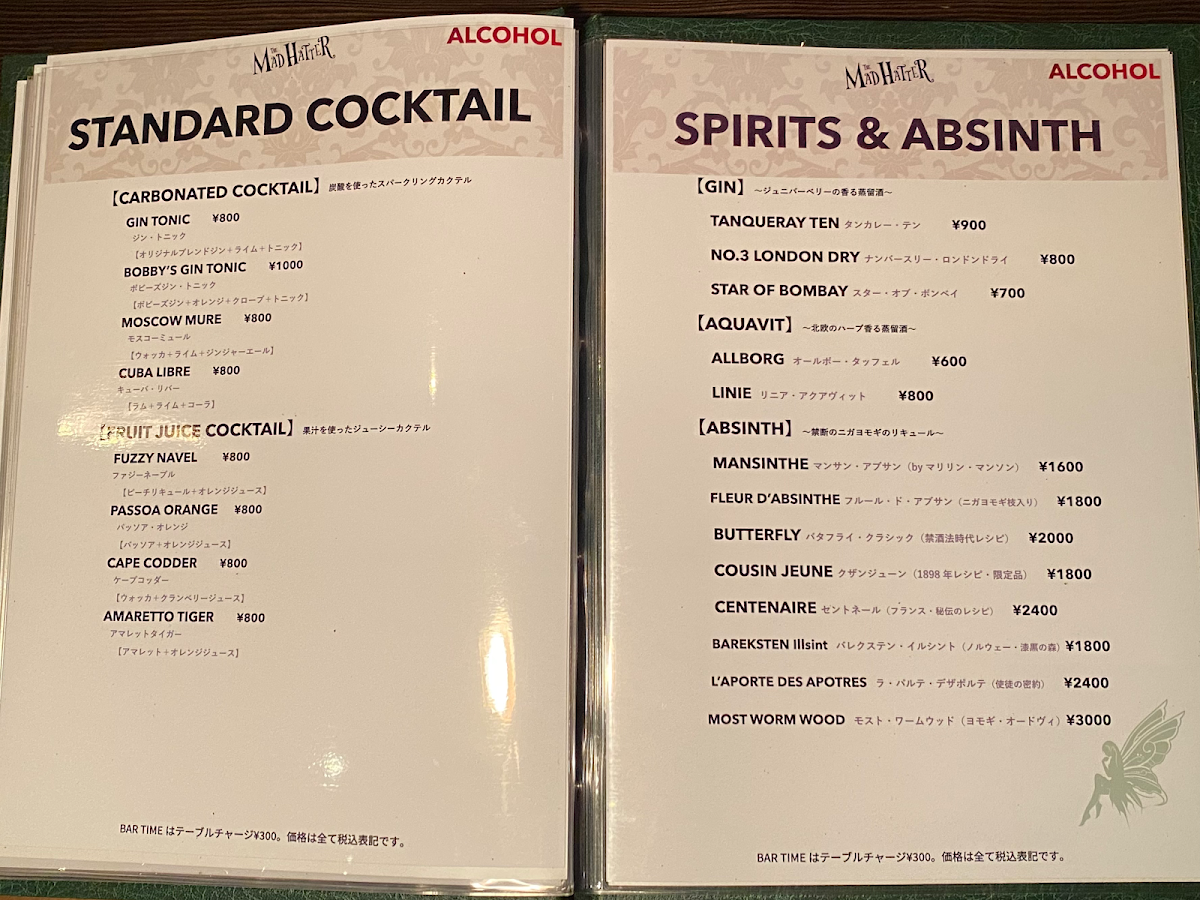 THE MAD HATTER
ALCOHOL
STANDARD COCKTAIL
【CARBONATED COCKTAIL】 炭酸を使ったスパークリングカクテル
GIN TONIC ¥800
ジン・トニック
【オリジナルブレンドジン＋ライム＋トニック】
BOBBY'S GIN TONIC ¥1000
ボビーズジン・トニック
【ボビーズジン＋オレンジ＋クローブ＋トニック】
MOSCOW MURE ¥800
モスコーミュール
【ウォッカ＋ライム＋ジンジャーエール】
CUBA LIBRE ¥800
キューバ・リバー
【ラム＋ライム＋コーラ】
【FRUIT JUICE COCKTAIL】 果汁を使ったジューシーカクテル
FUZZY NAVEL ¥800
ファジーネーブル
【ピーチリキュール＋オレンジジュース】
PASSOA ORANGE ¥800
パッソア・オレンジ
【パッソア＋オレンジジュース】
CAPE CODDER ¥800
ケープコッダー
【ウォッカ＋クランベリージュース】
AMARETTO TIGER ¥800
アマレットタイガー
【アマレット＋オレンジジュース】
BAR TIME はテーブルチャージ¥300。価格は全て税込表記です。
THE MAD HATTER
ALCOHOL
SPIRITS & ABSINTH
【GIN】 〜ジュニパーベリーの香る蒸留酒〜
TANQUERAY TEN タンカレー・テン ¥900
NO.3 LONDON DRY ナンバースリー・ロンドンドライ ¥800
STAR OF BOMBAY スター・オブ・ボンベイ ¥700
【AQUAVIT】 〜北欧のハーブ香る蒸留酒〜
ALLBORG オールボー・タッフェル ¥600
LINIE リニア・アクアヴィット ¥800
【ABSINTH】 〜禁断のニガヨモギのリキュール〜
MANSINTHE マンサン・アブサン（by マリリン・マンソン） ¥1600
FLEUR D'ABSINTHE フルール・ド・アブサン（ニガヨモギ枝入り） ¥1800
BUTTERFLY バタフライ・クラシック（禁酒法時代レシピ） ¥2000
COUSIN JEUNE クザンジューン（1898 年レシピ・限定品） ¥1800
CENTENAIRE セントネール（フランス・秘伝のレシピ） ¥2400
BAREKSTEN Illsint バレクステン・イルシント（ノルウェー・漆黒の森） ¥1800
L'APORTE DES APOTRES ラ・パルテ・デザポルテ（使徒の密約） ¥2400
MOST WORM WOOD モスト・ワームウッド（ヨモギ・オードヴィ） ¥3000
BAR TIME はテーブルチャージ¥300。価格は全て税込表記です。